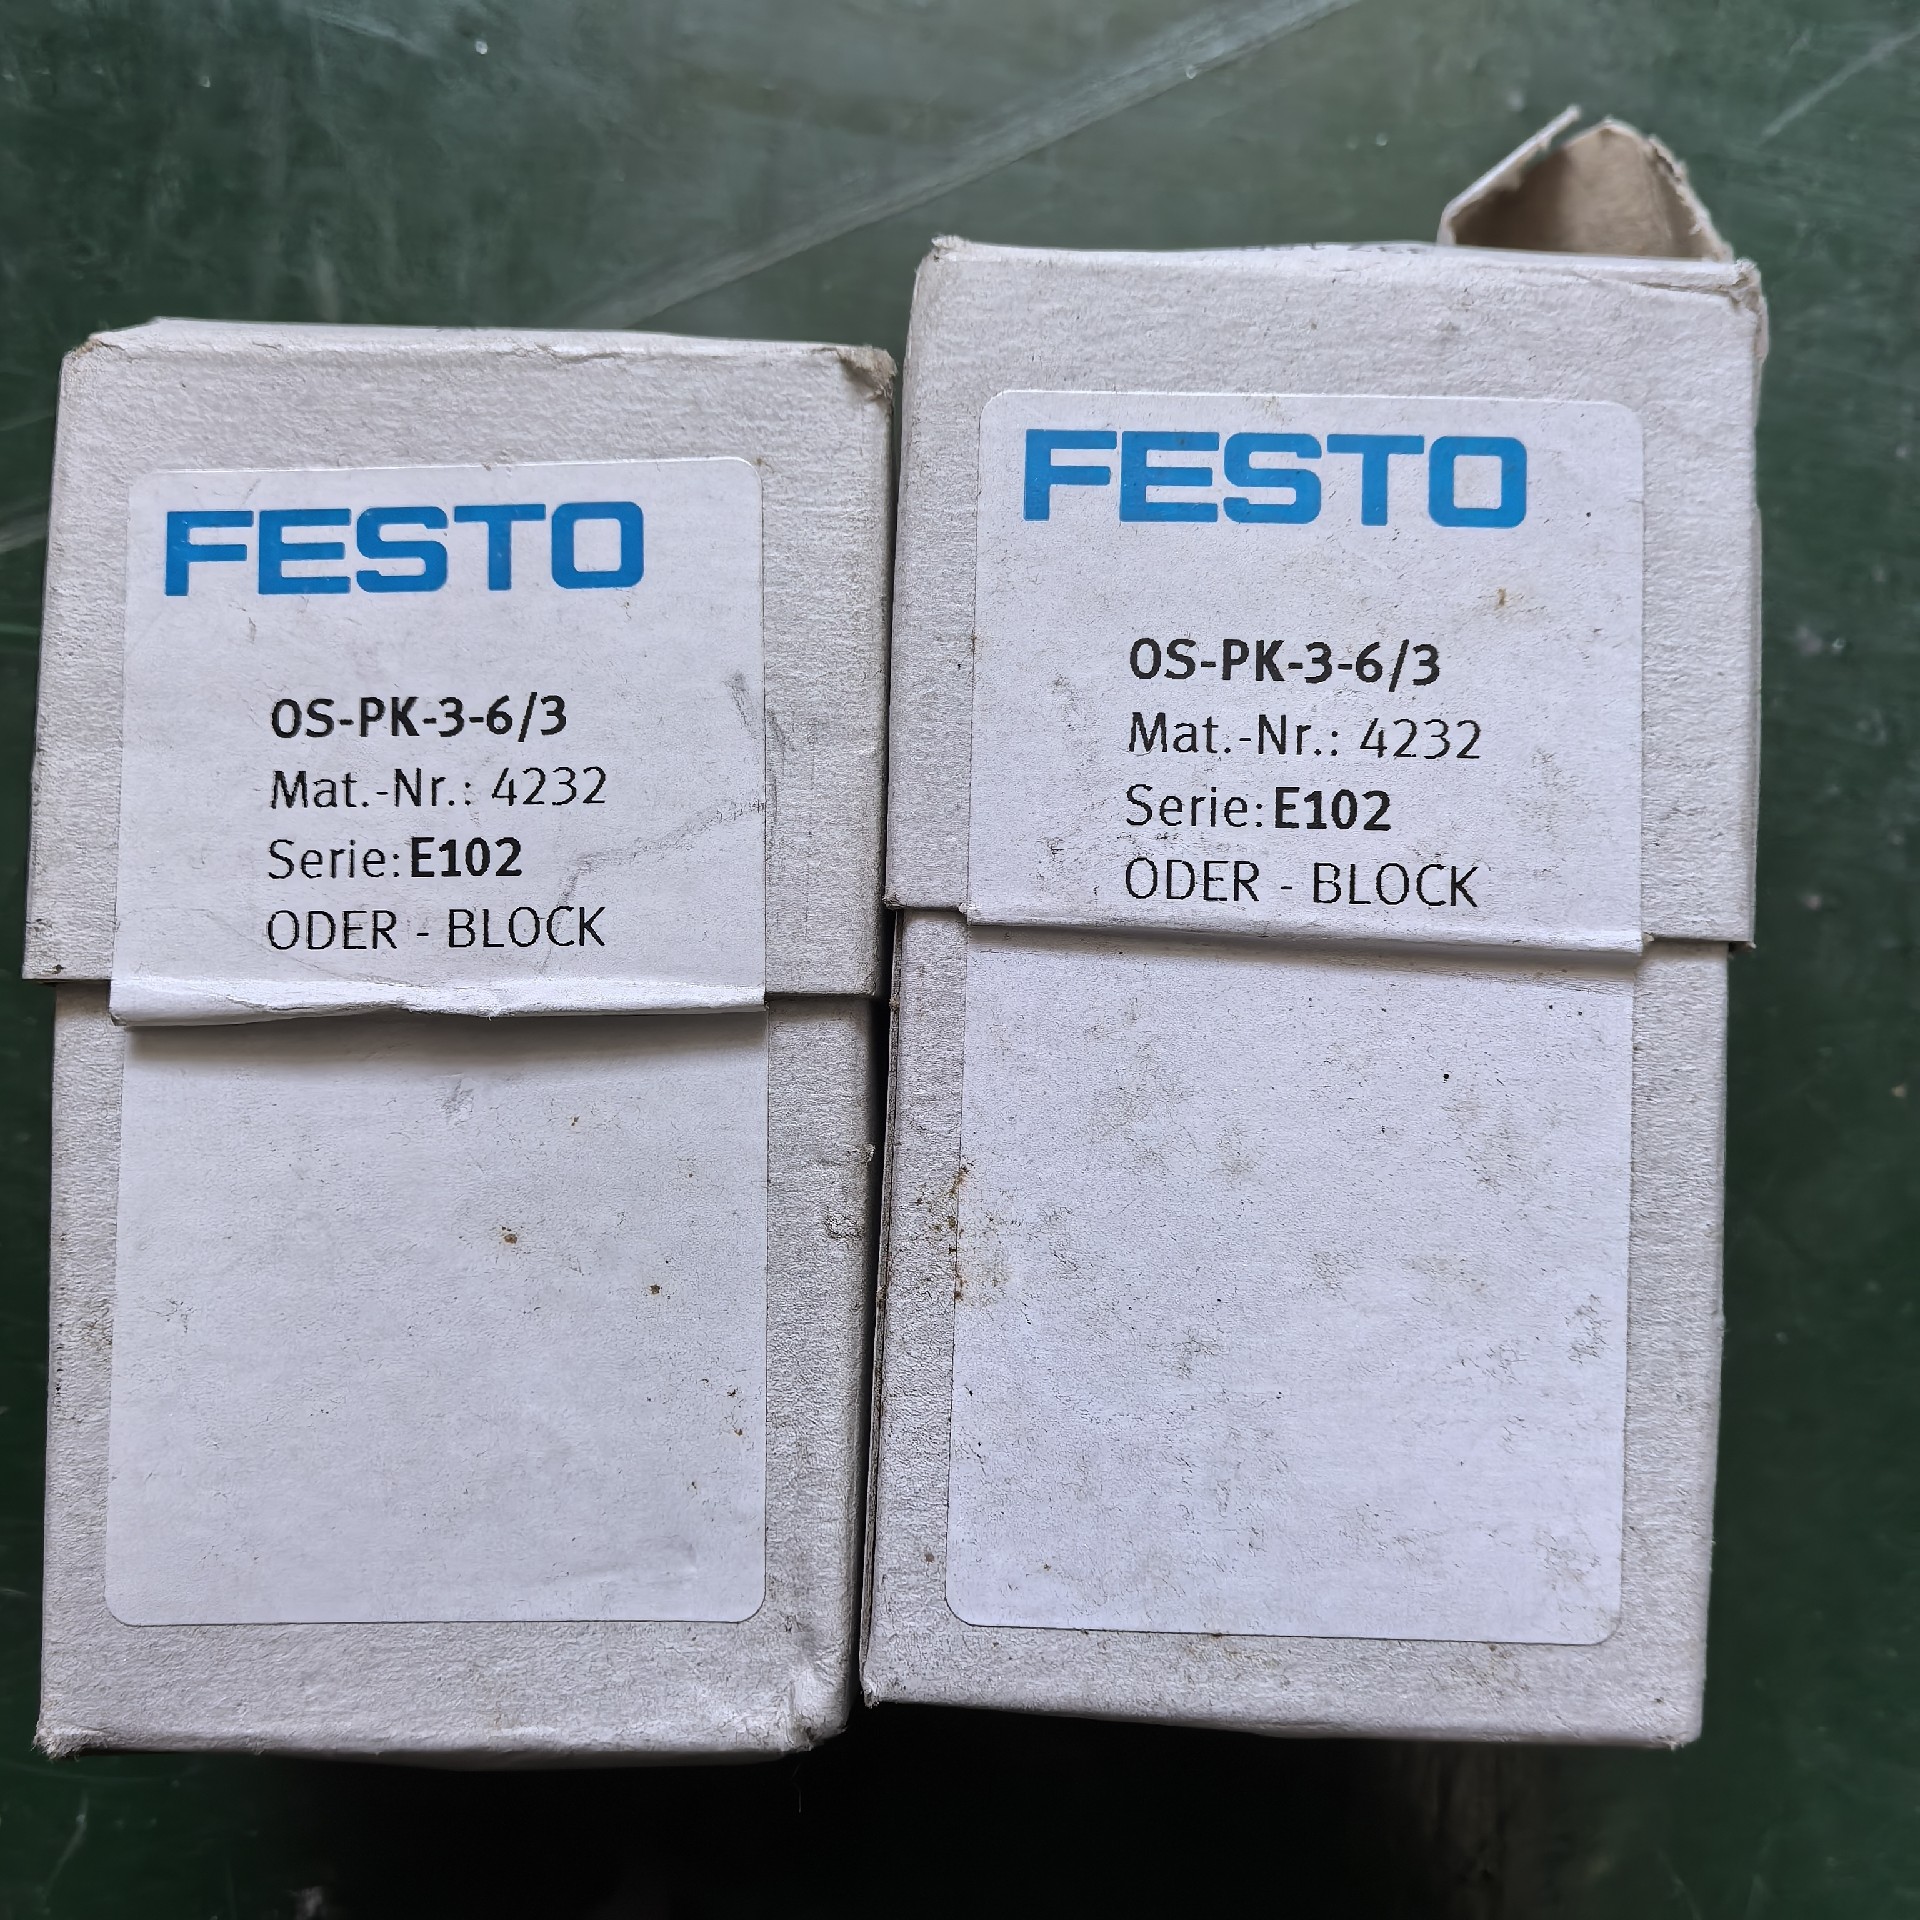 FESTO
OS-PK-3-6/3
Mat.-Nr.: 4232
Serie: E102
ODER - BLOCK
FESTO
OS-PK-3-6/3
Mat.-Nr.: 4232
Serie: E102
ODER - BLOCK